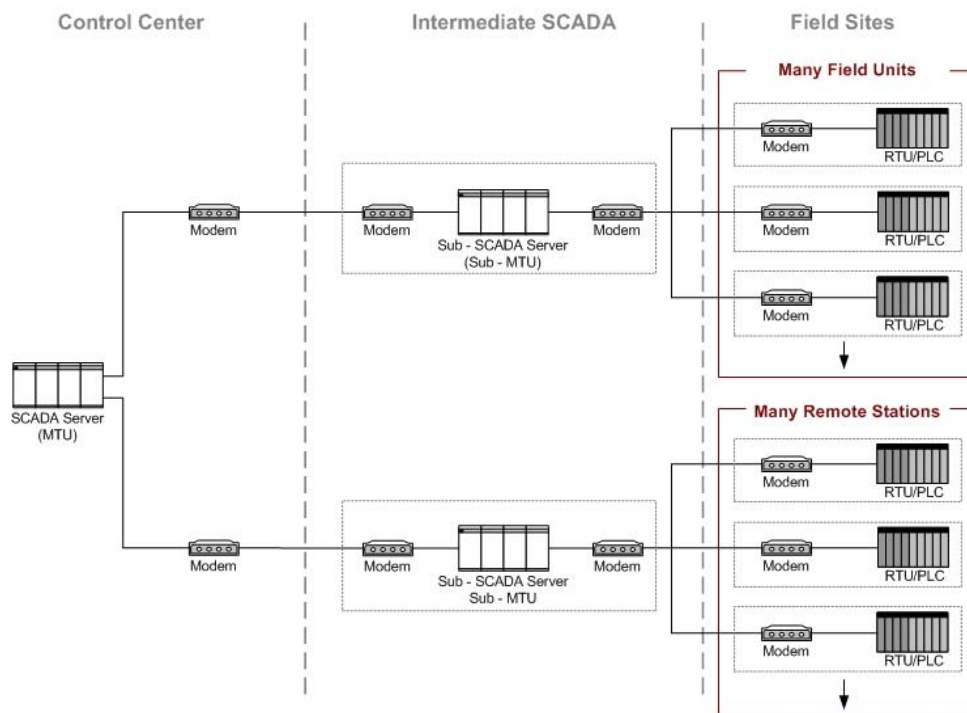 Control Center
Intermediate SCADA
Field Sites
Many Field Units
Modem
RTU/PLC
Modem
RTU/PLC
Modem
RTU/PLC
Modem
Modem
Sub - SCADA Server
(Sub - MTU)
Modem
SCADA Server
(MTU)
Many Remote Stations
Modem
RTU/PLC
Modem
RTU/PLC
Modem
RTU/PLC
Modem
Modem
Sub - SCADA Server
Sub - MTU
Modem